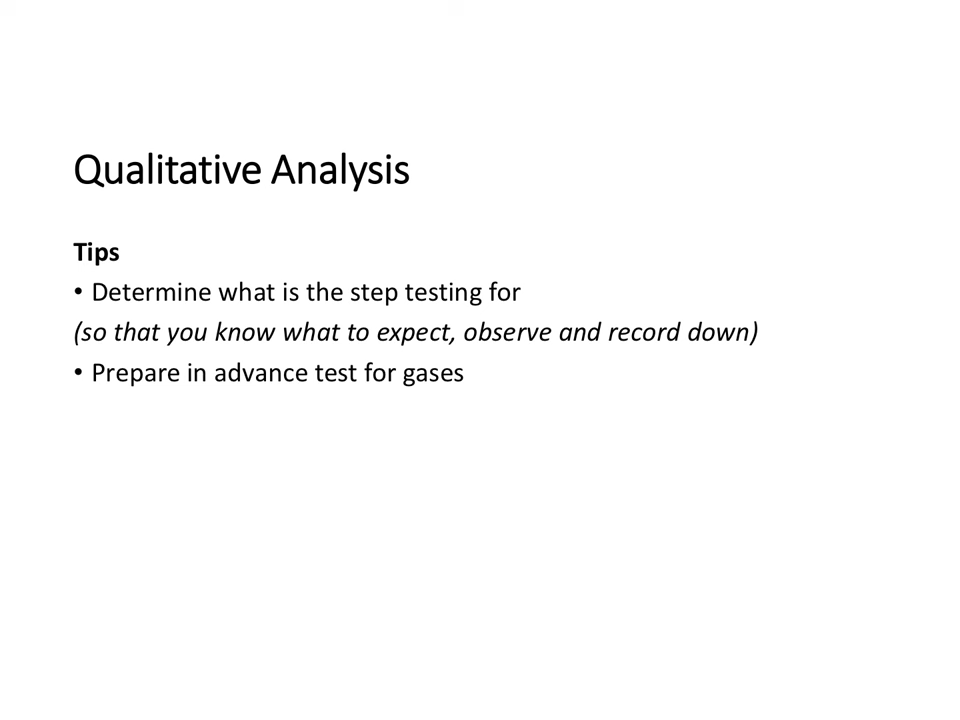 Qualitative Analysis
Tips
• Determine what is the step testing for
(so that you know what to expect, observe and record down)
• Prepare in advance test for gases